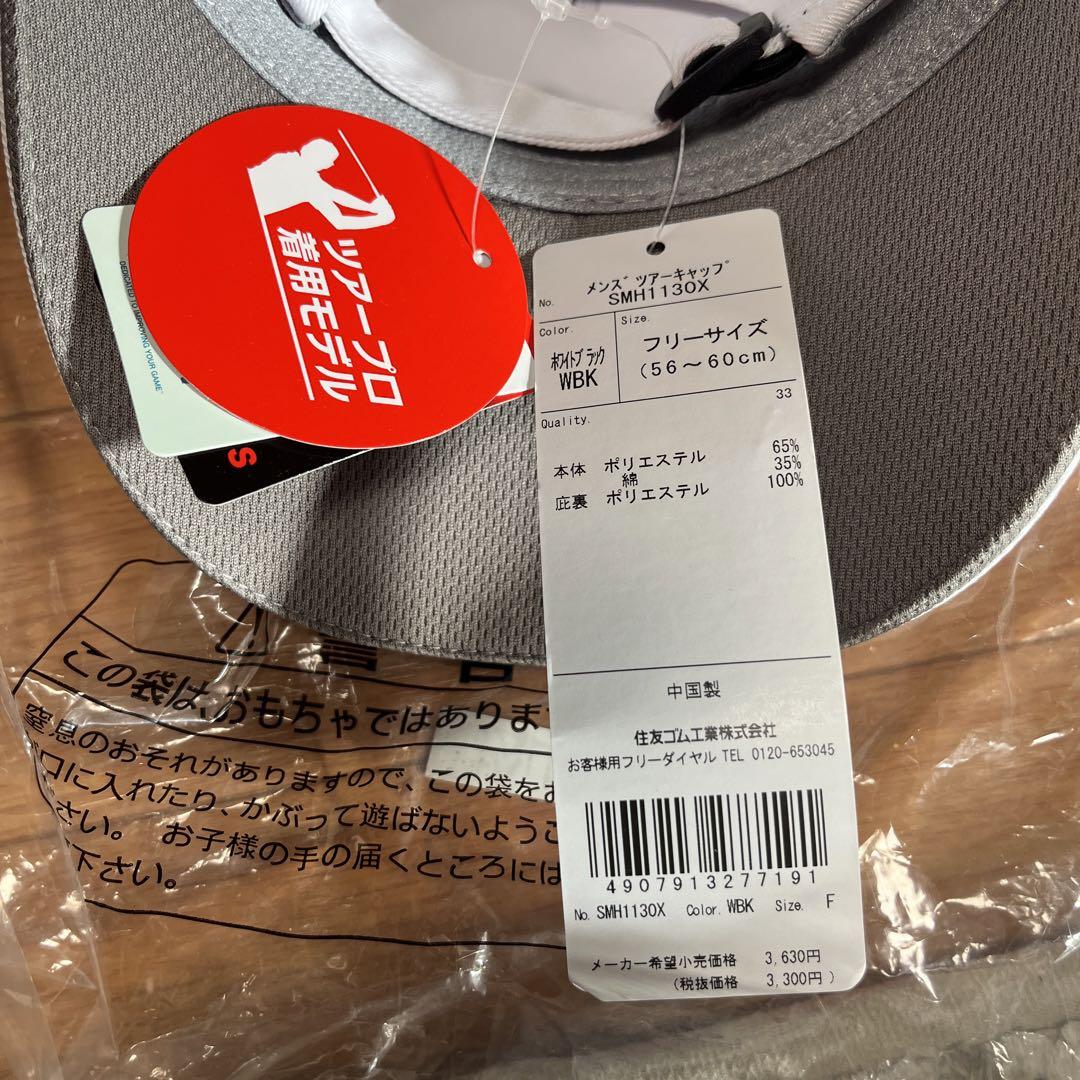 ツアープロ
着用モデル
DEDICATED TO IMPROVING YOUR GAME™
S
メンズ ツアーキャップ
No. SMH1130X
Color. Size.
ホワイトブラック
WBK
フリーサイズ
(56～60cm)
33
Quality.
本体 ポリエステル 65%
綿 35%
庇裏 ポリエステル 100%
中国製
住友ゴム工業株式会社
お客様用フリーダイヤル TEL 0120-653045
4907913277191
No. SMH1130X Color. WBK Size. F
メーカー希望小売価格 3,630円
(税抜価格 3,300円)
この袋は、おもちゃではありま
窒息のおそれがありますので、この袋をお
口に入れたり、かぶって遊ばないよう
さい。 お子様の手の届くところには
下さい。